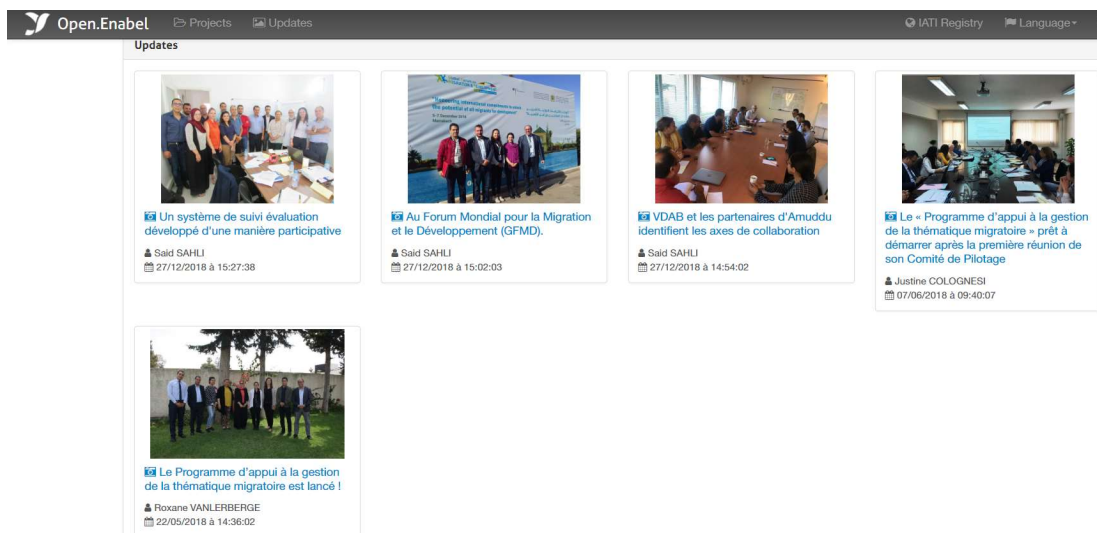 Open.Enabel
Projects
Updates
IATI Registry
Language
Updates
Un système de suivi évaluation
développé d'une manière participative
Said SAHLI
27/12/2018 à 15:27:38
Au Forum Mondial pour la Migration
et le Développement (GFMD).
Said SAHLI
27/12/2018 à 15:02:03
VDAB et les partenaires d'Amuddu
identifient les axes de collaboration
Said SAHLI
27/12/2018 à 14:54:02
Le « Programme d'appui à la gestion
de la thématique migratoire » prêt à
démarrer après la première réunion de
son Comité de Pilotage
Justine COLOGNESI
07/06/2018 à 09:40:07
Le Programme d'appui à la gestion
de la thématique migratoire est lancé !
Roxane VANLERBERGE
22/05/2018 à 14:36:02